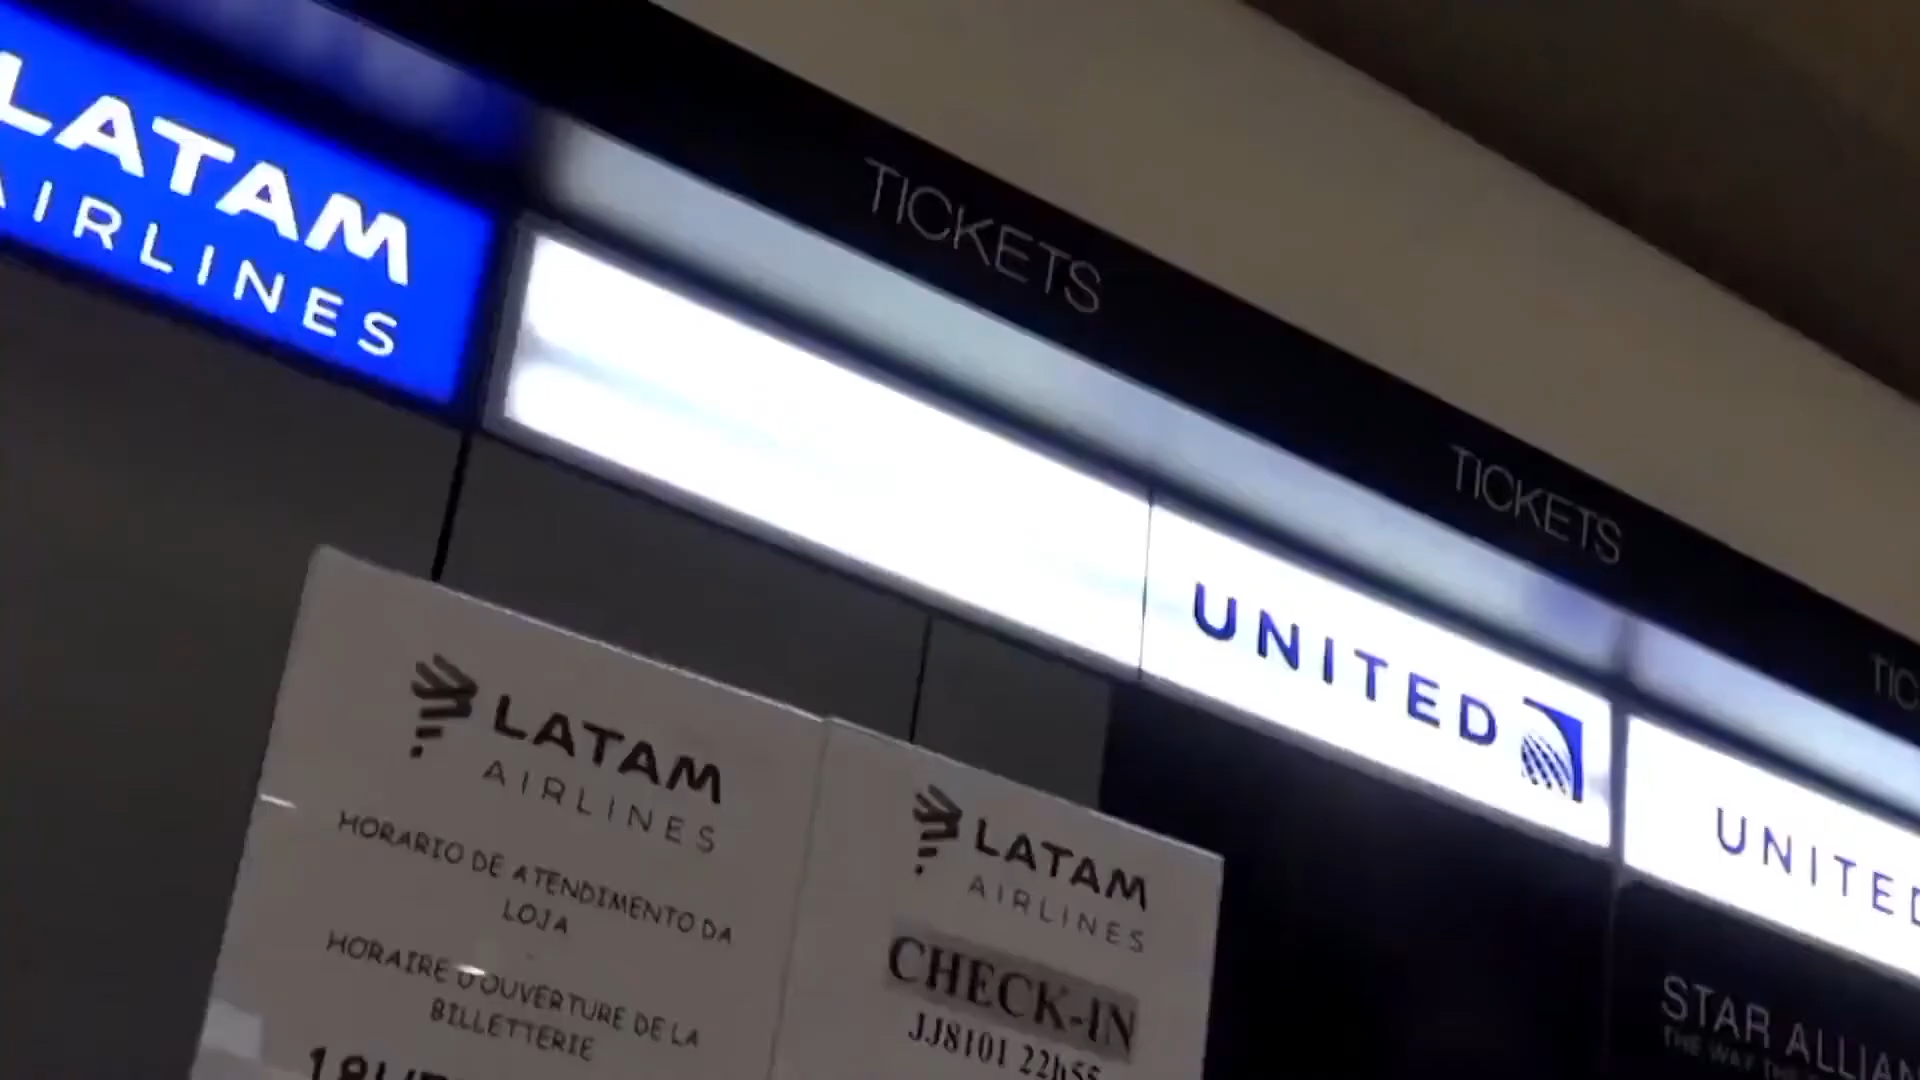 LATAM
AIRLINES
TICKETS
TICKETS
UNITED
UNITED
STAR
LATAM
AIRLINES
HORARIO DE ATENDIMENTO DA
LOJA
HORAIRE D'OUVERTURE DE LA
BILLETTERIE
LATAM
AIRLINES
CHECK-IN
JJ8101 22h55